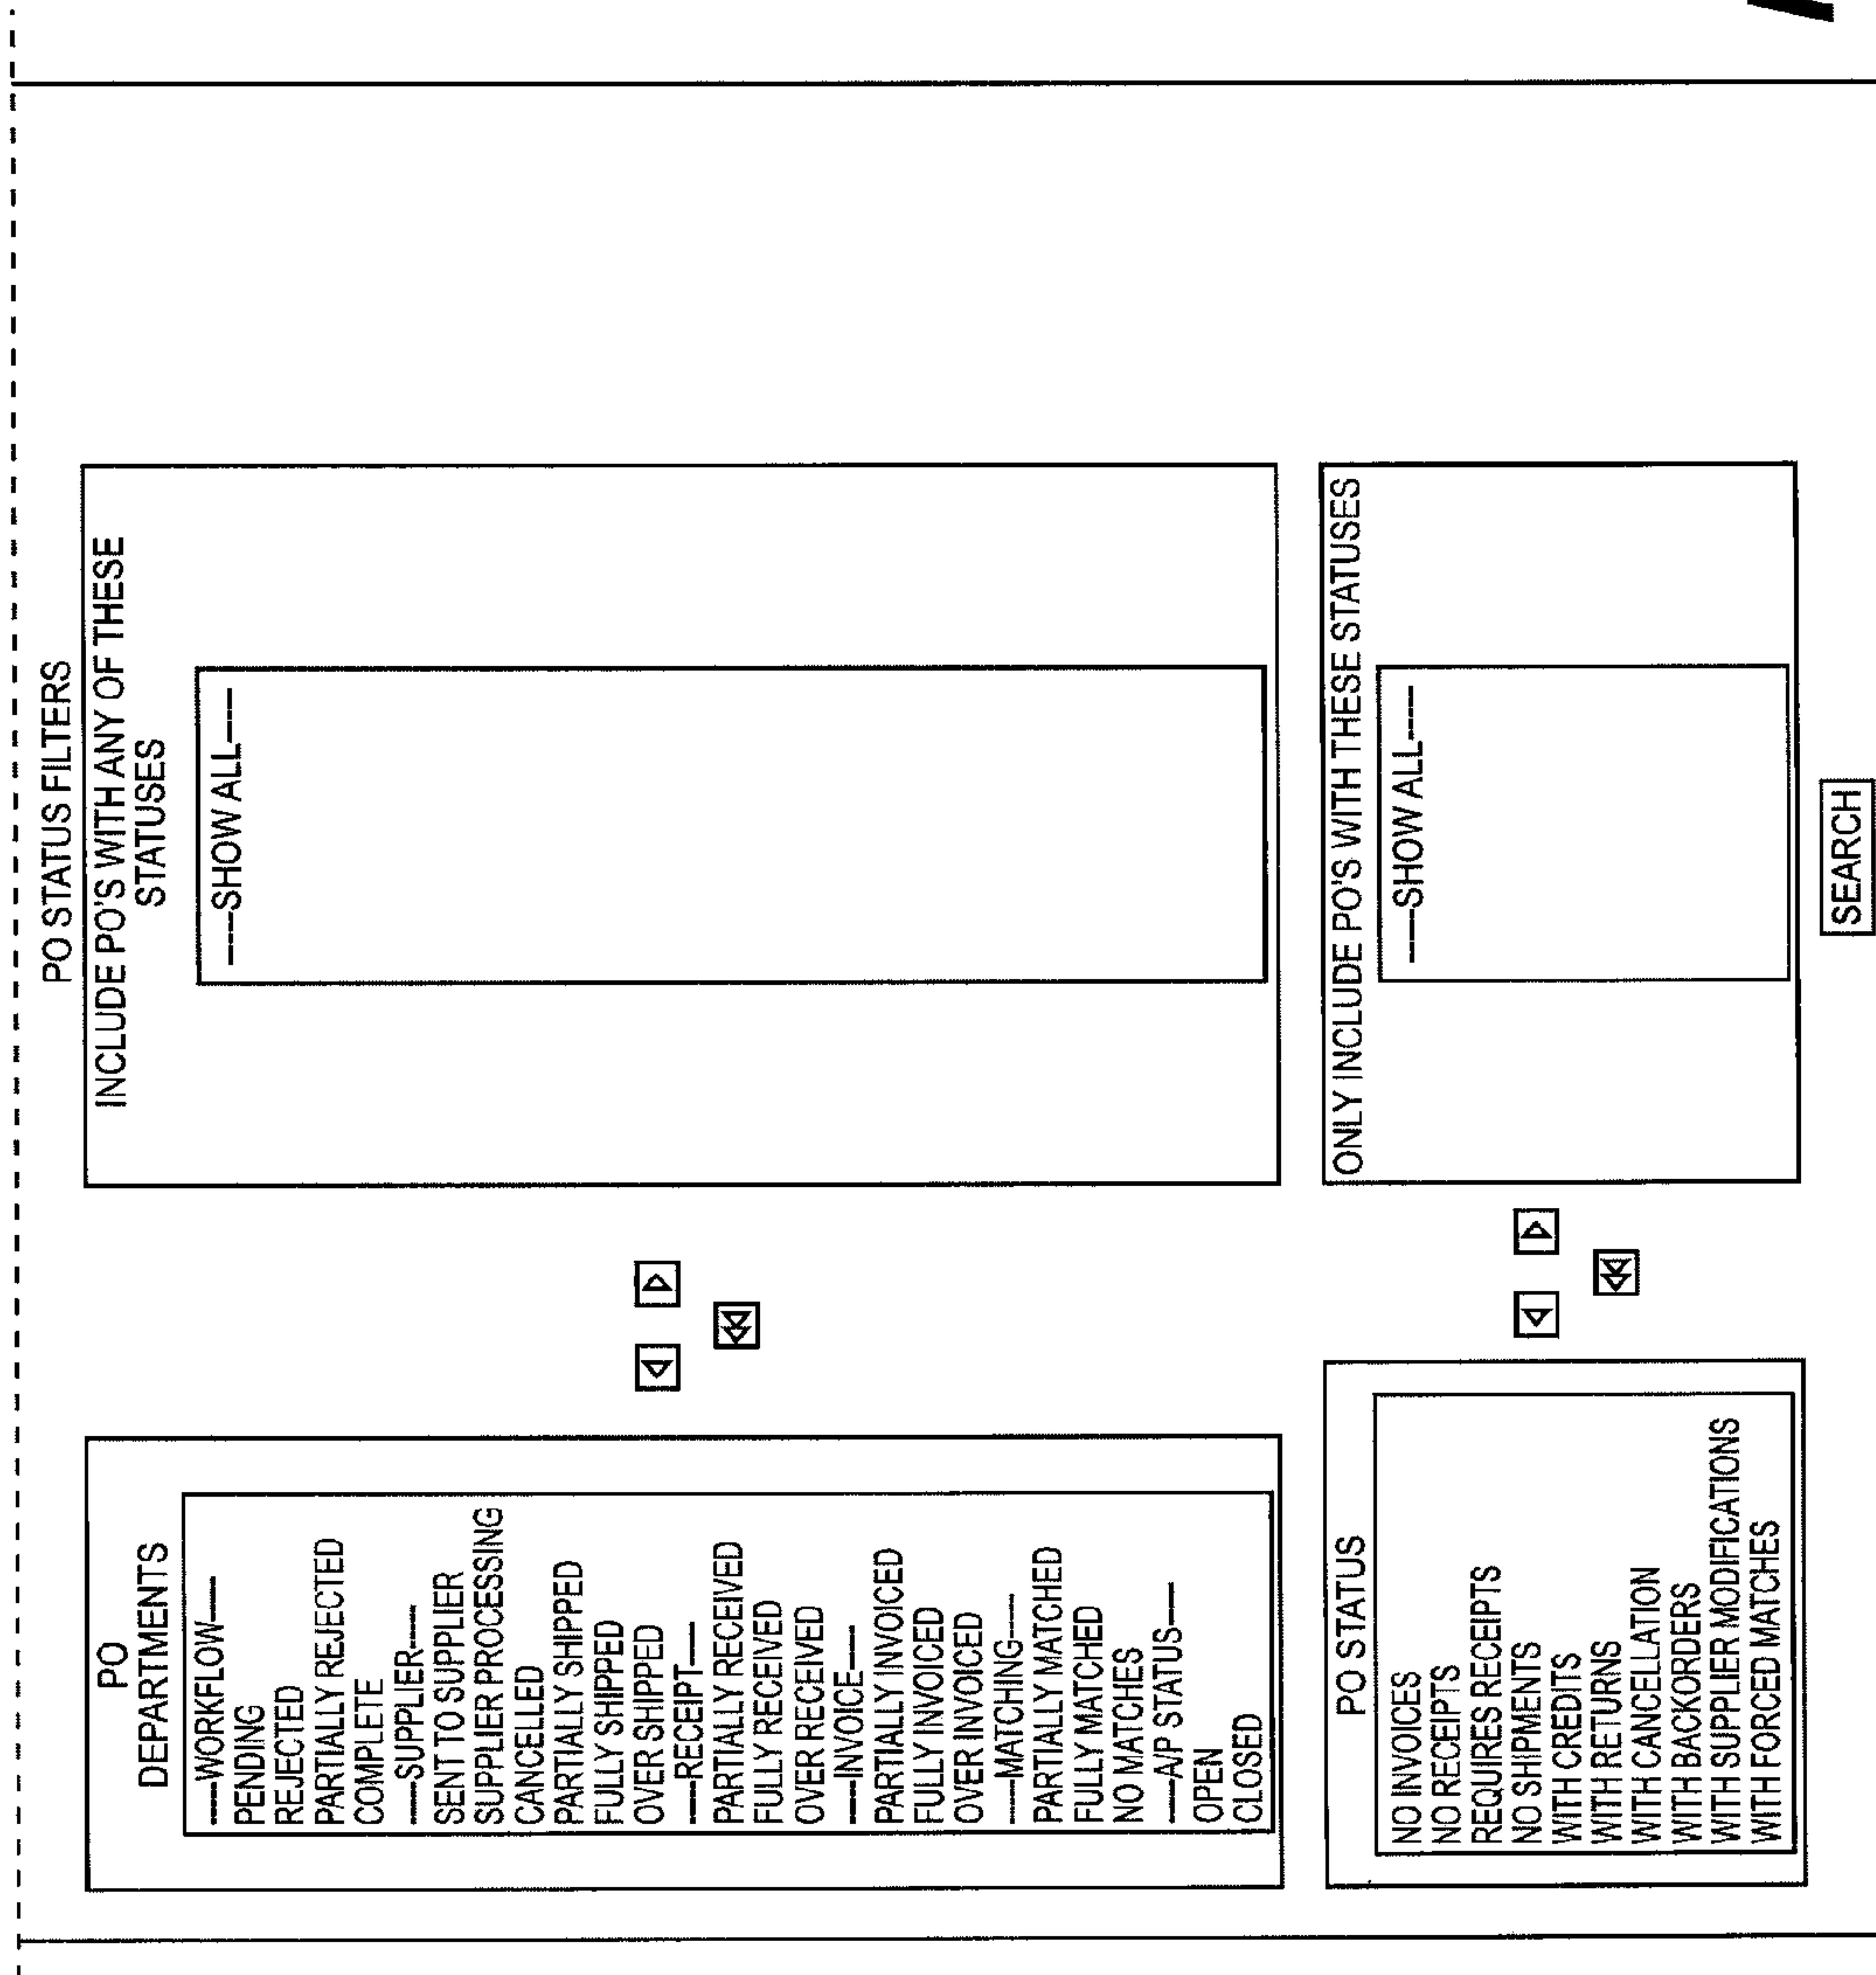 PO STATUS FILTERS
PO
DEPARTMENTS
----WORKFLOW----
PENDING
REJECTED
PARTIALLY REJECTED
COMPLETE
----SUPPLIER----
SENT TO SUPPLIER
SUPPLIER PROCESSING
CANCELLED
PARTIALLY SHIPPED
FULLY SHIPPED
OVER SHIPPED
----RECEIPT----
PARTIALLY RECEIVED
FULLY RECEIVED
OVER RECEIVED
----INVOICE----
PARTIALLY INVOICED
FULLY INVOICED
OVER INVOICED
----MATCHING----
PARTIALLY MATCHED
FULLY MATCHED
NO MATCHES
----A/P STATUS----
OPEN
CLOSED
INCLUDE PO'S WITH ANY OF THESE
STATUSES
----SHOW ALL----
PO STATUS
NO INVOICES
NO RECEIPTS
REQUIRES RECEIPTS
NO SHIPMENTS
WITH CREDITS
WITH RETURNS
WITH CANCELLATION
WITH BACKORDERS
WITH SUPPLIER MODIFICATIONS
WITH FORCED MATCHES
ONLY INCLUDE PO'S WITH THESE STATUSES
----SHOW ALL----
SEARCH